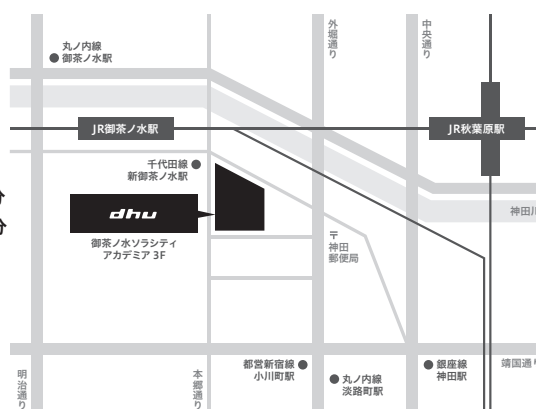 丸ノ内線
御茶ノ水駅
外堀通り
中央通り
JR御茶ノ水駅
JR秋葉原駅
千代田線
新御茶ノ水駅
分
分
dhu
神田川
御茶ノ水ソラシティ
アカデミア 3F
〒
神田
郵便局
都営新宿線
小川町駅
丸ノ内線
淡路町駅
銀座線
神田駅
靖国通り
明治通り
本郷通り